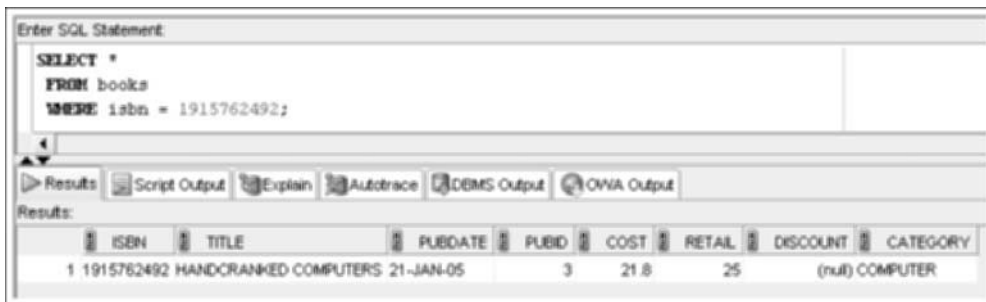 Enter SQL Statement:
SELECT *
FROM books
WHERE isbn = 1915762492;
Results Script Output Explain Autotrace DBMS Output OWA Output
Results:
ISBN TITLE PUBDATE PUBID COST RETAIL DISCOUNT CATEGORY
1 1915762492 HANDCRANKED COMPUTERS 21-JAN-05 3 21.8 25 (null) COMPUTER